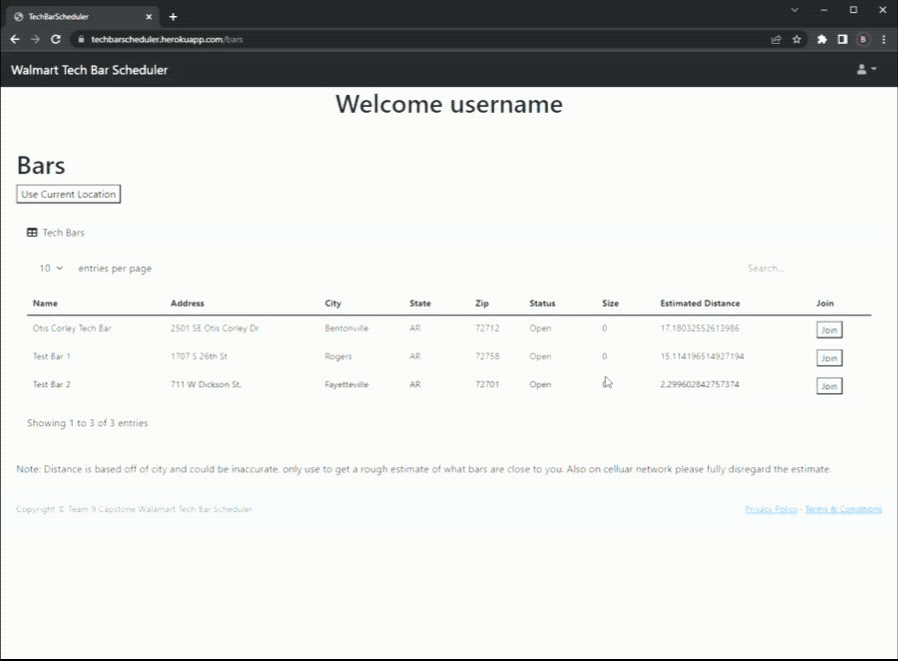 TechBarScheduler
techbarscheduler.herokuapp.com/bars
B
Walmart Tech Bar Scheduler
Welcome username
Bars
Use Current Location
Tech Bars
10 entries per page Search...
Name Address City State Zip Status Size Estimated Distance Join
Otis Corley Tech Bar 2501 SE Otis Corley Dr Bentonville AR 72712 Open 0 17.18032552613986 Join
Test Bar 1 1707 S 26th St Rogers AR 72758 Open 0 15.114196514927194 Join
Test Bar 2 711 W Dickson St. Fayetteville AR 72701 Open 2.299602842757374 Join
Showing 1 to 3 of 3 entries
Note: Distance is based off of city and could be inaccurate, only use to get a rough estimate of what bars are close to you. Also on celluar network please fully disregard the estimate.
Copyright © Team 9 Capstone Walamart Tech Bar Scheduler Privacy Policy · Terms & Conditions